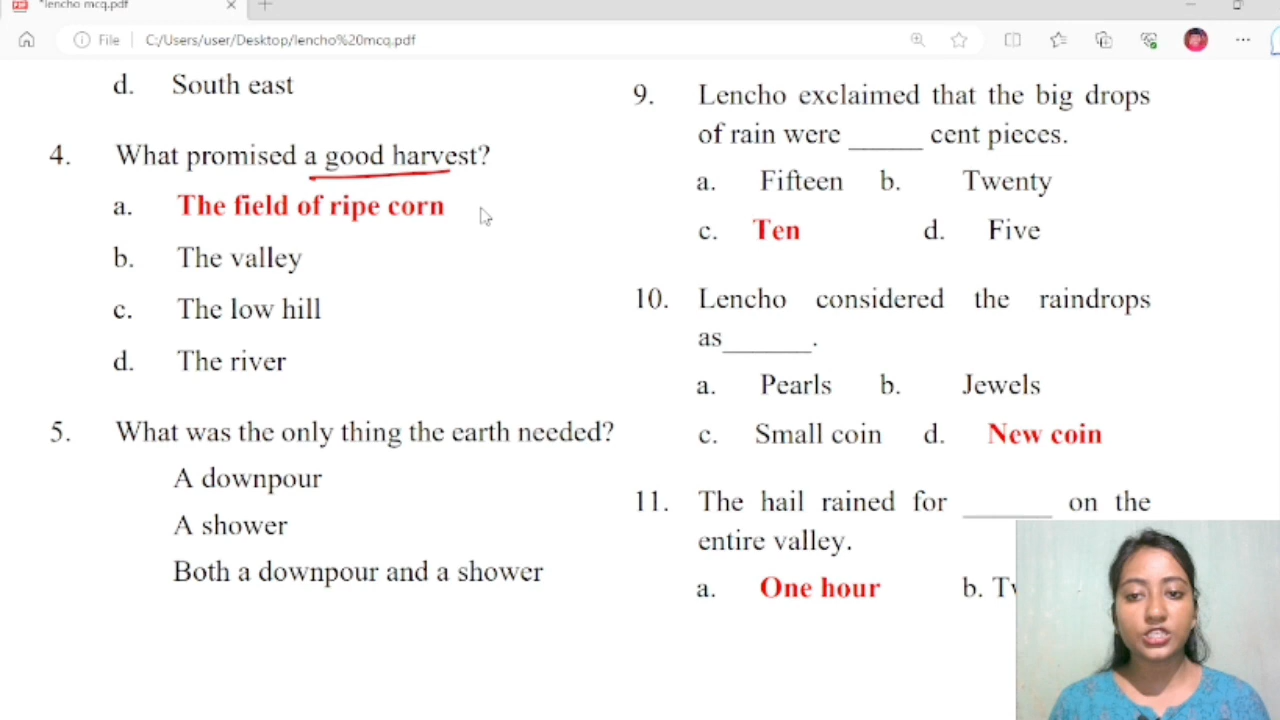 *lencho mcq.pdf
File C:/Users/user/Desktop/lencho%20mcq.pdf
d. South east
4. What promised a good harvest?
a. The field of ripe corn
b. The valley
c. The low hill
d. The river
5. What was the only thing the earth needed?
A downpour
A shower
Both a downpour and a shower
9. Lencho exclaimed that the big drops
of rain were ______ cent pieces.
a. Fifteen b. Twenty
c. Ten d. Five
10. Lencho considered the raindrops
as_______.
a. Pearls b. Jewels
c. Small coin d. New coin
11. The hail rained for _______ on the
entire valley.
a. One hour b.